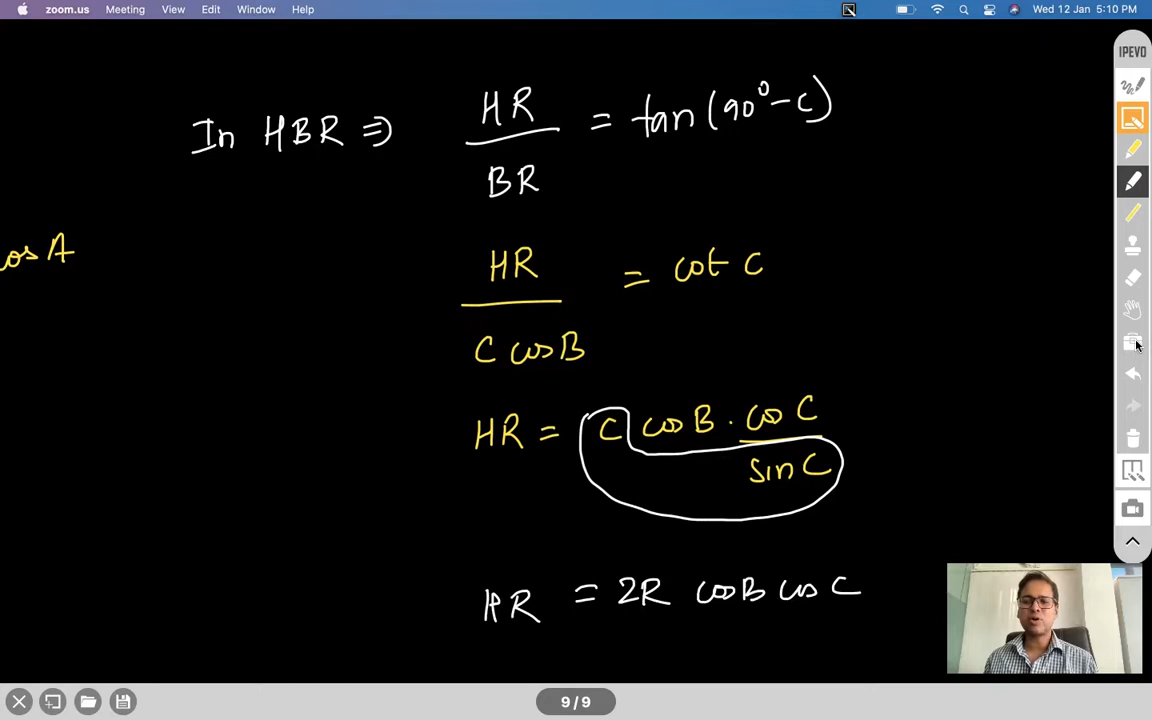 zoom.us Meeting View Edit Window Help Wed 12 Jan 5:10 PM
IPEVO
In HBR ⇒ HR / BR = tan (90° - C)
os A
HR / C cos B = cot C
HR = C cos B . cos C / sin C
HR = 2R cos B cos C
9/9